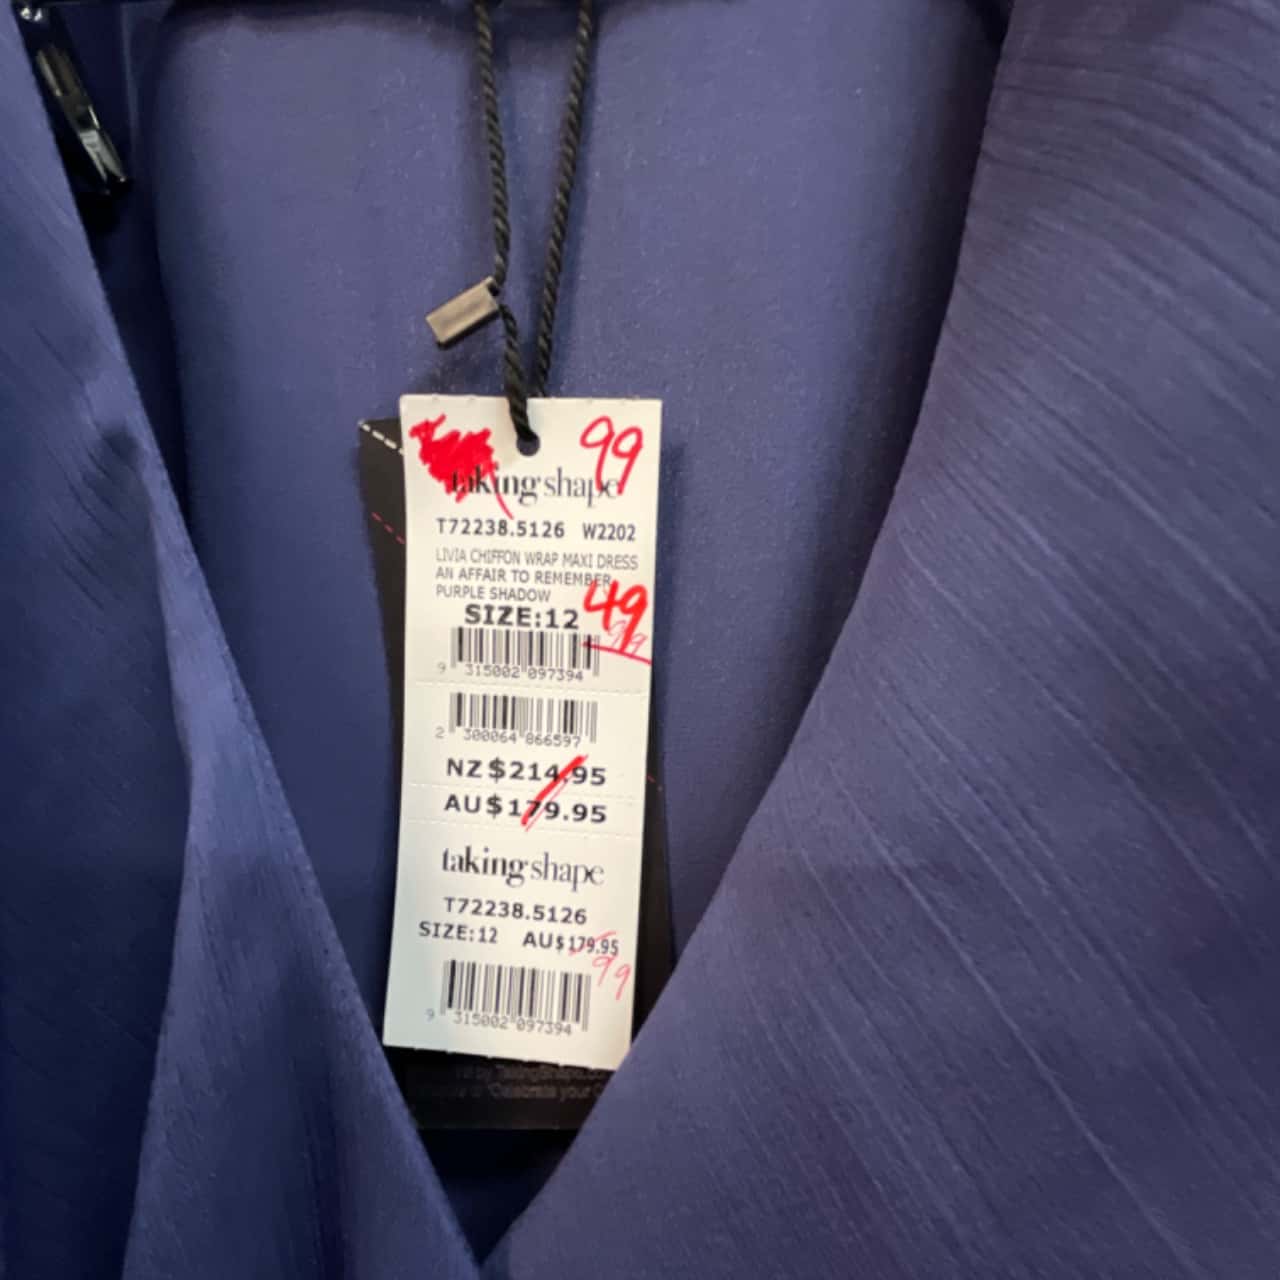 99
taking shape
T72238.5126 W2202
LIVIA CHIFFON WRAP MAXI DRESS
AN AFFAIR TO REMEMBER
PURPLE SHADOW
49
SIZE:12
99
9 315002 097394
2 300064 866597
NZ$214.95
AU$179.95
taking shape
T72238.5126
SIZE:12 AU$179.95
99
9 315002 097394